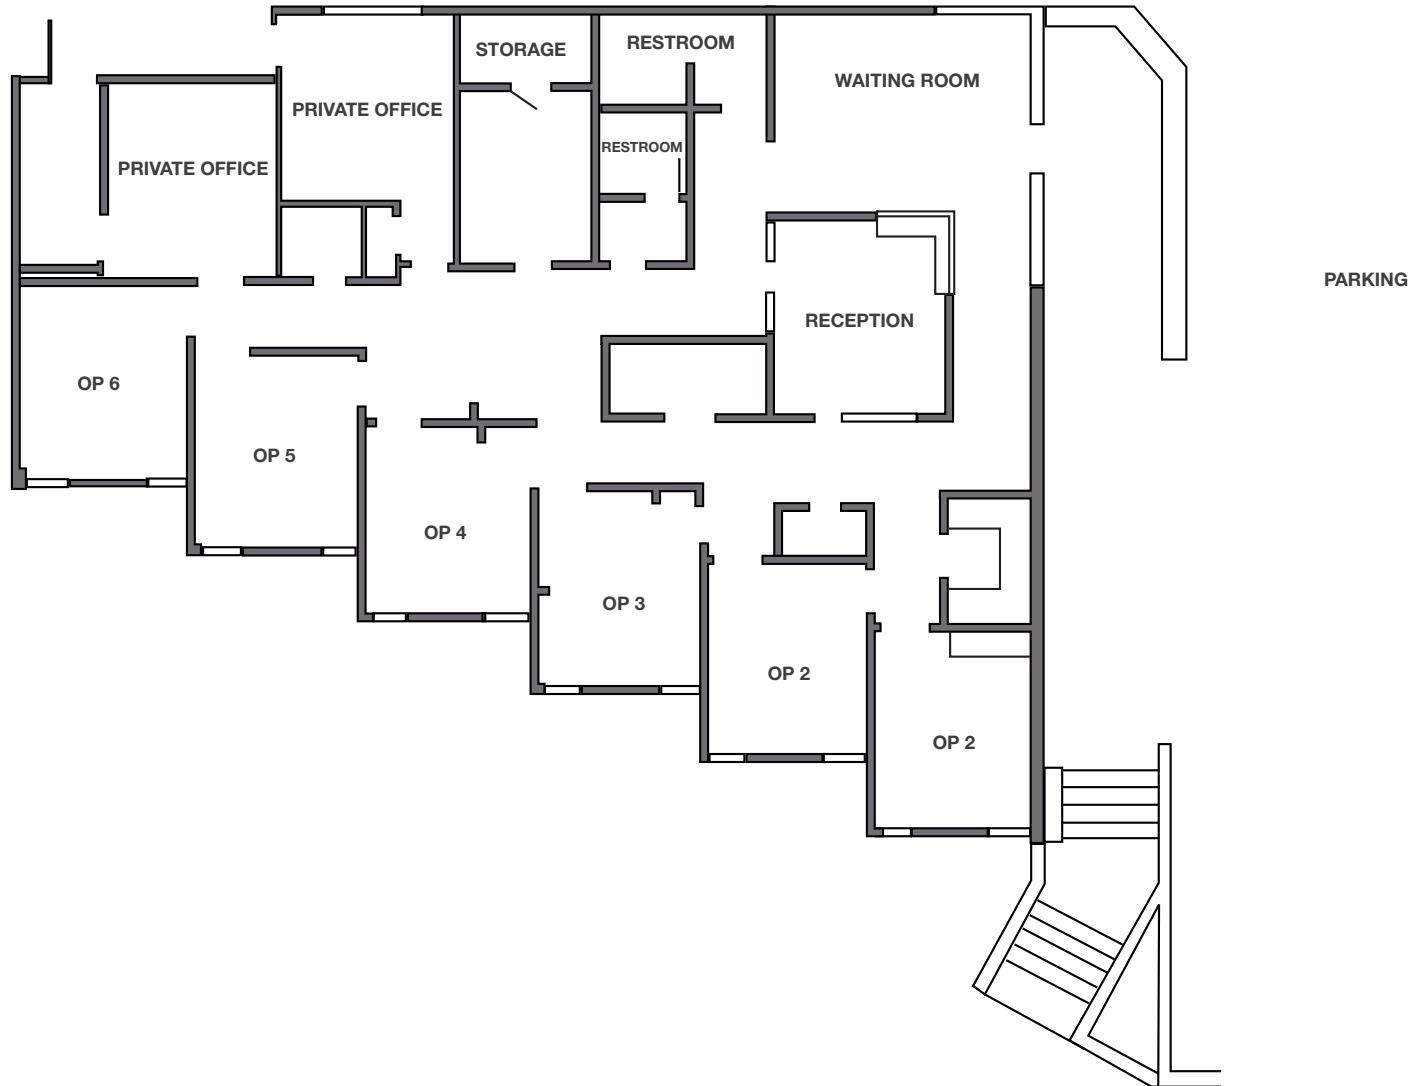 STORAGE
RESTROOM
WAITING ROOM
PRIVATE OFFICE
RESTROOM
PRIVATE OFFICE
PARKING
RECEPTION
OP 6
OP 5
OP 4
OP 3
OP 2
OP 2